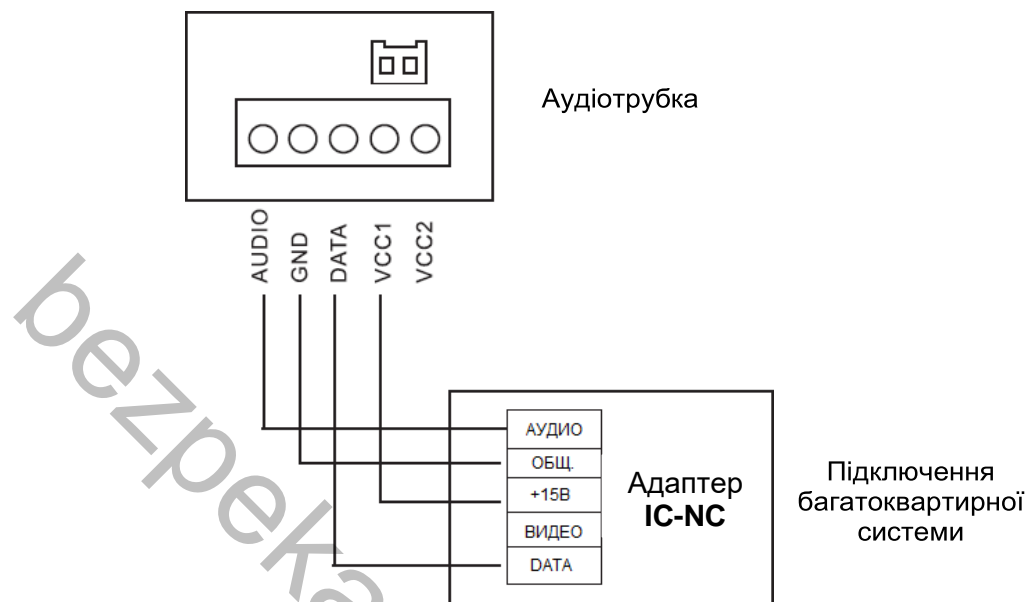 Аудіотрубка
AUDIO
GND
DATA
VCC1
VCC2
bezpeka
АУДИО
ОБЩ.
+15В
ВИДЕО
DATA
Адаптер
IC-NC
Підключення
багатоквартирної
системи